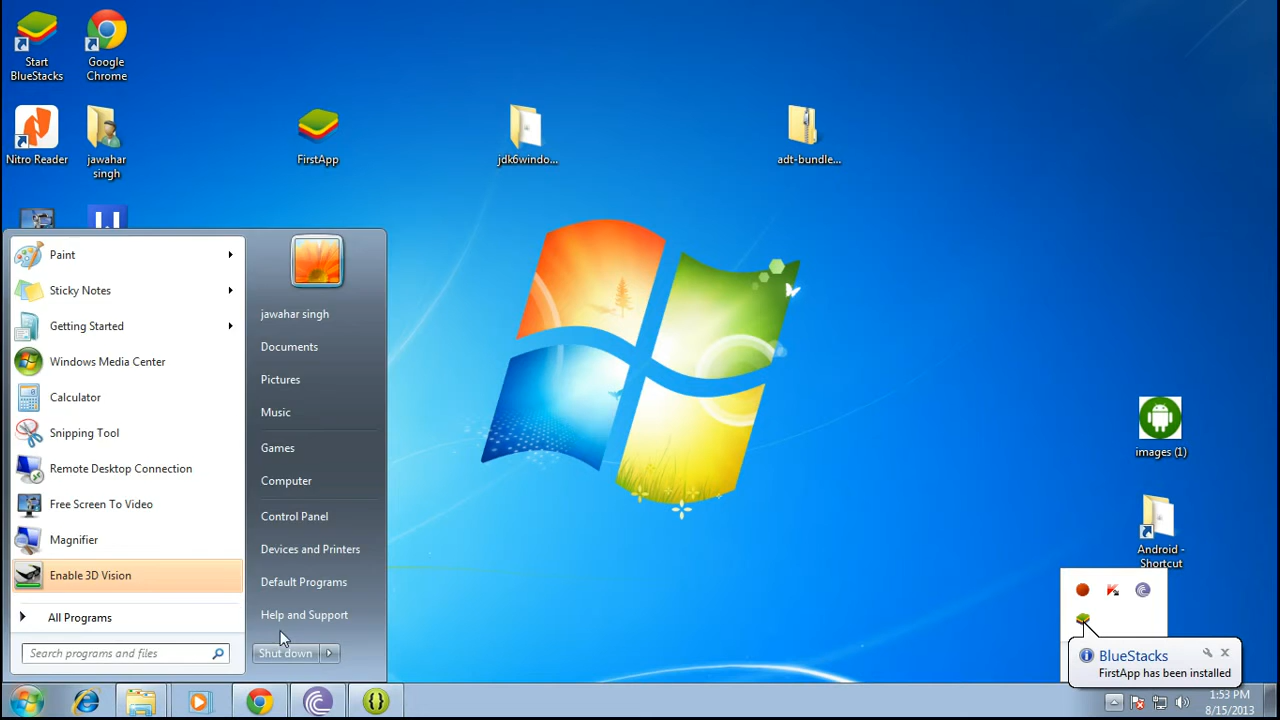 Start
BlueStacks
Google
Chrome
Nitro Reader
jawahar
singh
FirstApp
jdk6windo...
adt-bundle...
images (1)
Android -
Shortcut
Paint
Sticky Notes
Getting Started
Windows Media Center
Calculator
Snipping Tool
Remote Desktop Connection
Free Screen To Video
Magnifier
Enable 3D Vision
All Programs
Search programs and files
jawahar singh
Documents
Pictures
Music
Games
Computer
Control Panel
Devices and Printers
Default Programs
Help and Support
Shut down
BlueStacks
FirstApp has been installed
1:53 PM
8/15/2013